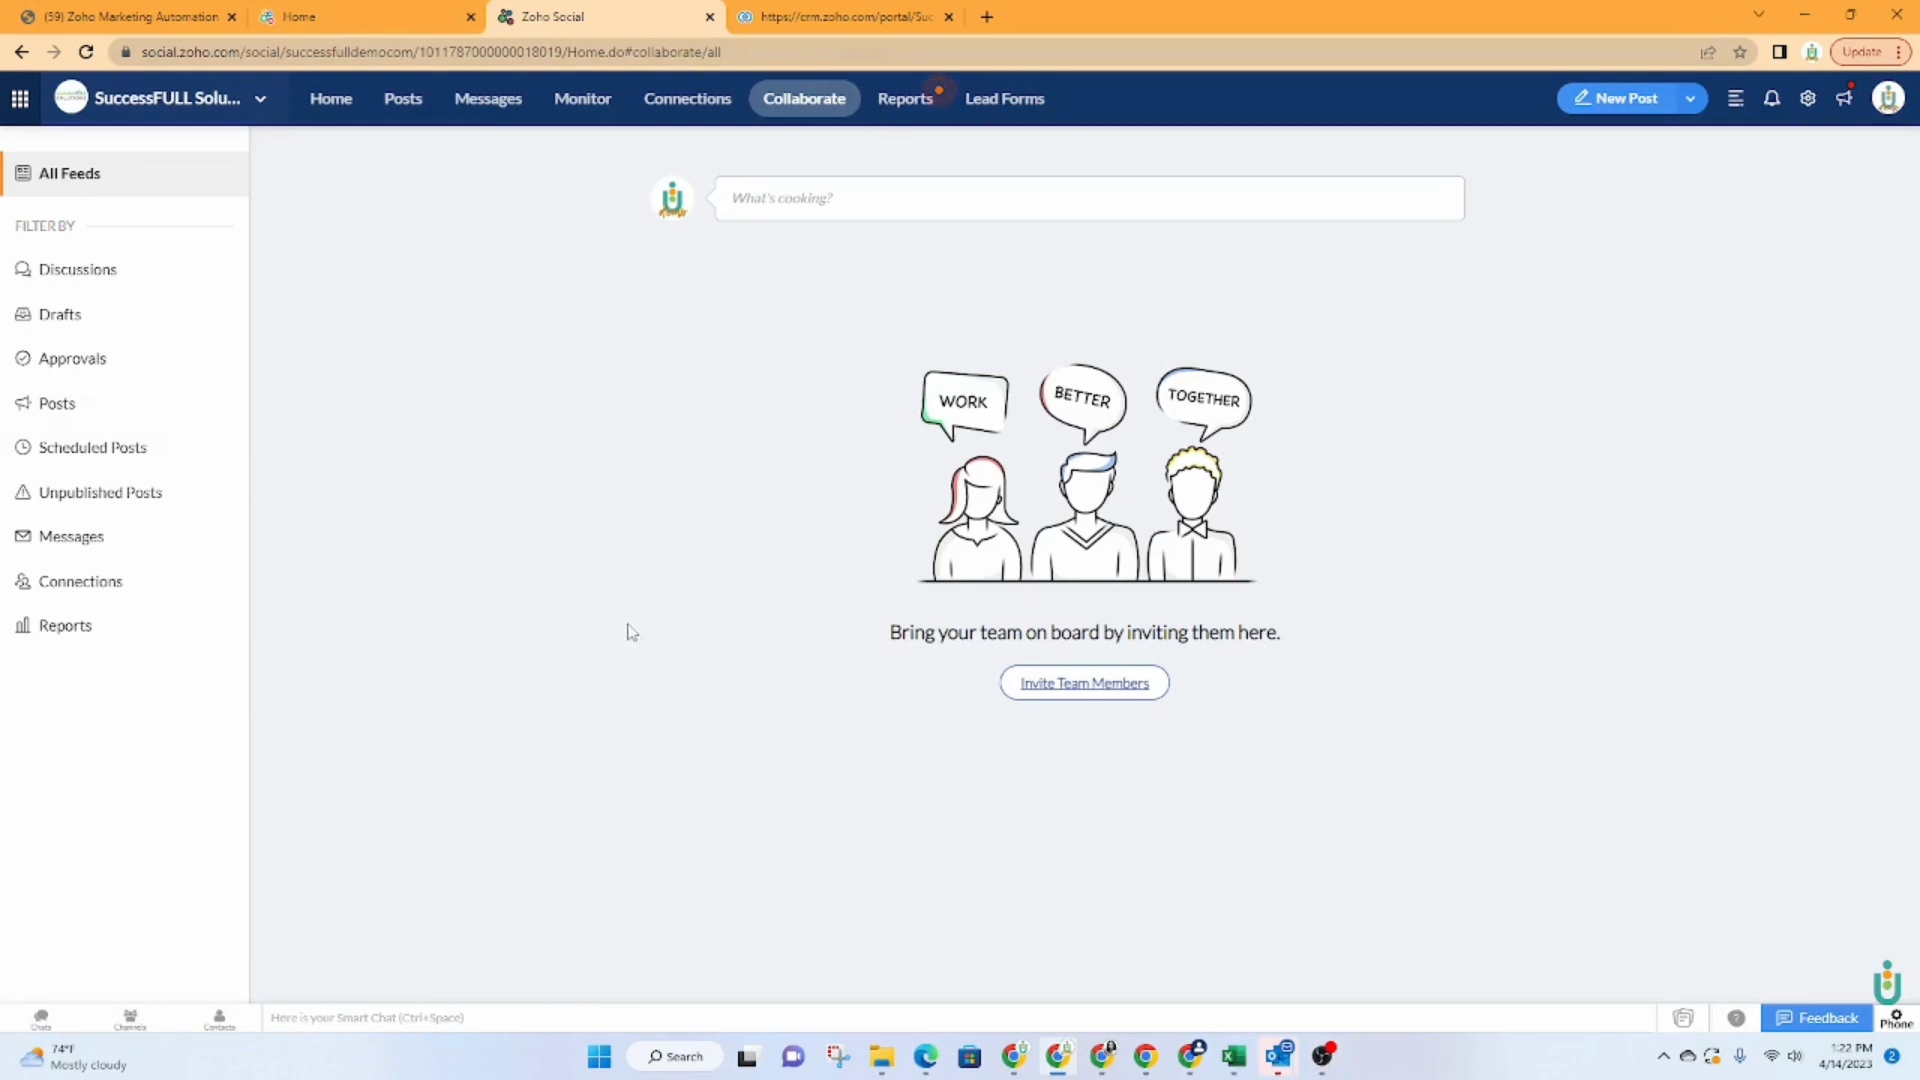 (59) Zoho Marketing Automation
Home
Zoho Social
https://crm.zoho.com/portal/Suc
social.zoho.com/social/successfulldemocom/1011787000000018019/Home.do#collaborate/all
Update
SuccessFULL Solu...
Home
Posts
Messages
Monitor
Connections
Collaborate
Reports
Lead Forms
New Post
All Feeds
What's cooking?
FILTER BY
Discussions
Drafts
Approvals
Posts
Scheduled Posts
Unpublished Posts
Messages
Connections
Reports
WORK
BETTER
TOGETHER
Bring your team on board by inviting them here.
Invite Team Members
Chats
Channels
Contacts
Here is your Smart Chat (Ctrl+Space)
Feedback
Phone
74°F
Mostly cloudy
Search
1:22 PM
4/14/2023
2